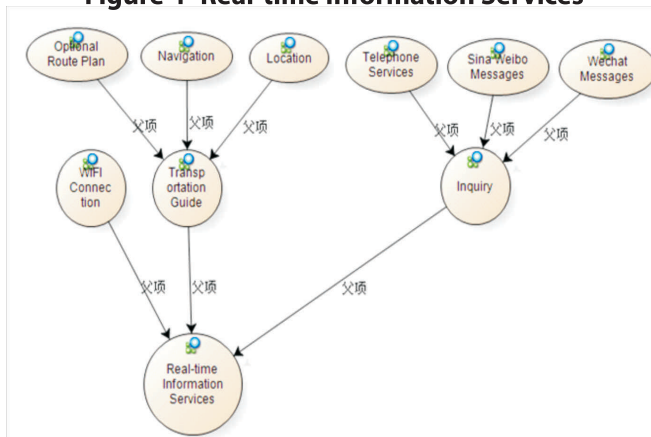 Figure 4 Real-time Information Services
Optional
Route Plan
Navigation
Location
Telephone
Services
Sina Weibo
Messages
Wechat
Messages
父项
父项
父项
父项
父项
父项
WIFI
Connec
tion
Transp
ortation
Guide
Inquiry
父项
父项
父项
Real-time
Information
Services